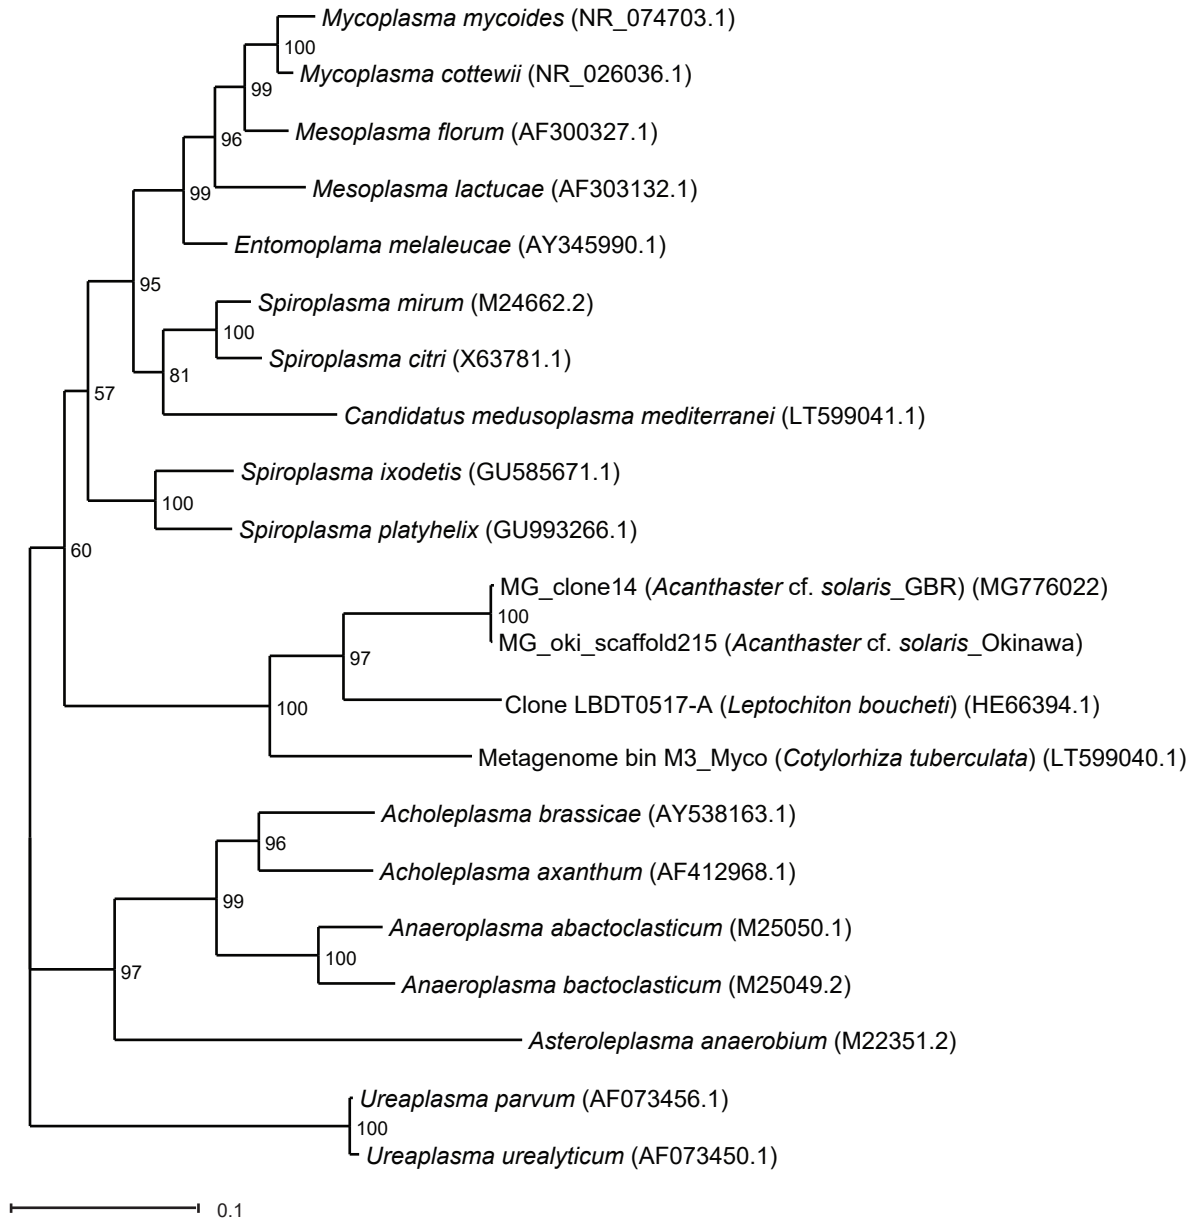 Mycoplasma mycoides (NR_074703.1)
100
Mycoplasma cottewii (NR_026036.1)
99
Mesoplasma florum (AF300327.1)
96
Mesoplasma lactucae (AF303132.1)
99
Entomoplama melaleucae (AY345990.1)
95
Spiroplasma mirum (M24662.2)
100
Spiroplasma citri (X63781.1)
81
57
Candidatus medusoplasma mediterranei (LT599041.1)
Spiroplasma ixodetis (GU585671.1)
100
Spiroplasma platyhelix (GU993266.1)
60
MG_clone14 (Acanthaster cf. solaris_GBR) (MG776022)
100
MG_oki_scaffold215 (Acanthaster cf. solaris_Okinawa)
97
Clone LBDT0517-A (Leptochiton boucheti) (HE66394.1)
100
Metagenome bin M3_Myco (Cotylorhiza tuberculata) (LT599040.1)
Acholeplasma brassicae (AY538163.1)
96
Acholeplasma axanthum (AF412968.1)
99
Anaeroplasma abactoclasticum (M25050.1)
100
97
Anaeroplasma bactoclasticum (M25049.2)
Asteroleplasma anaerobium (M22351.2)
Ureaplasma parvum (AF073456.1)
100
Ureaplasma urealyticum (AF073450.1)
0.1